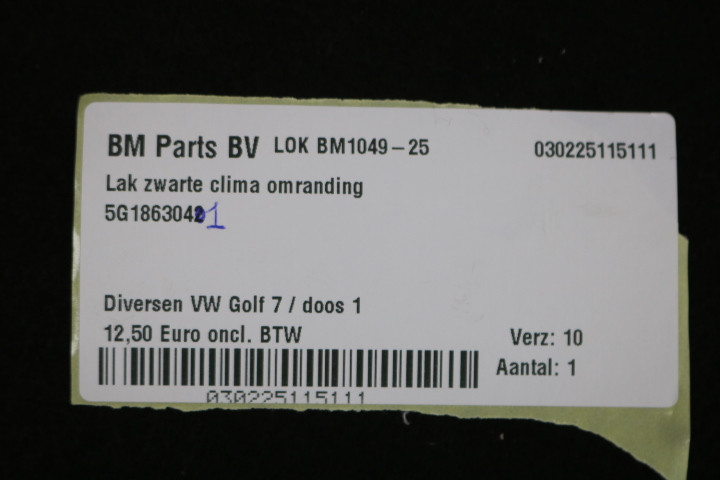 BM Parts BV LOK BM1049-25 030225115111
Lak zwarte clima omranding
5G1863041
Diversen VW Golf 7 / doos 1
12,50 Euro oncl. BTW Verz: 10
Aantal: 1
030225115111